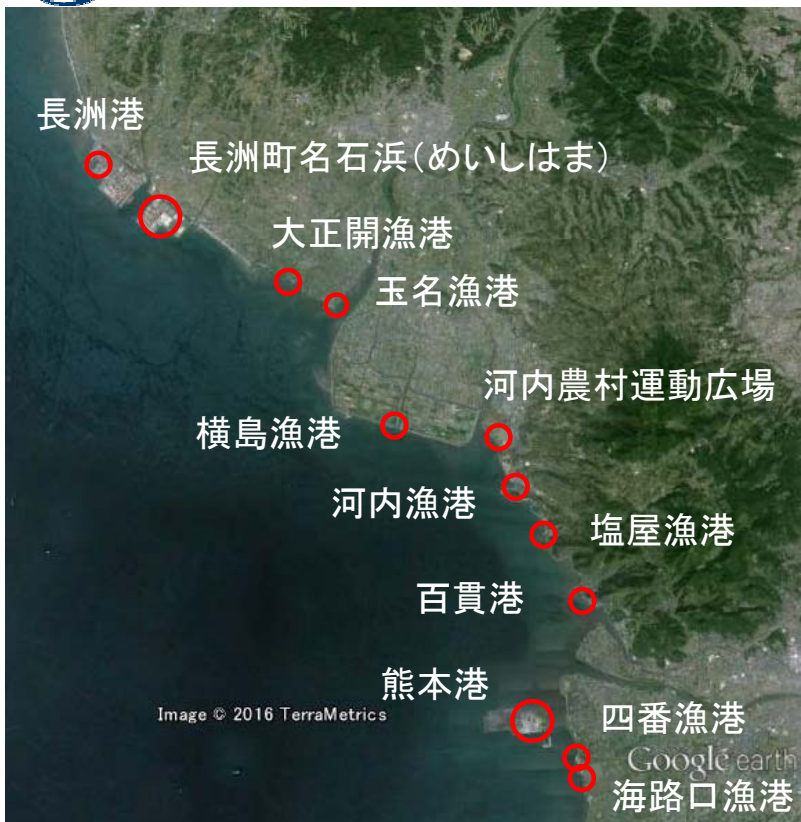 長洲港
長洲町名石浜（めいしはま）
大正開漁港
玉名漁港
河内農村運動広場
横島漁港
河内漁港
塩屋漁港
百貫港
熊本港
Image © 2016 TerraMetrics
四番漁港
Google earth
海路口漁港